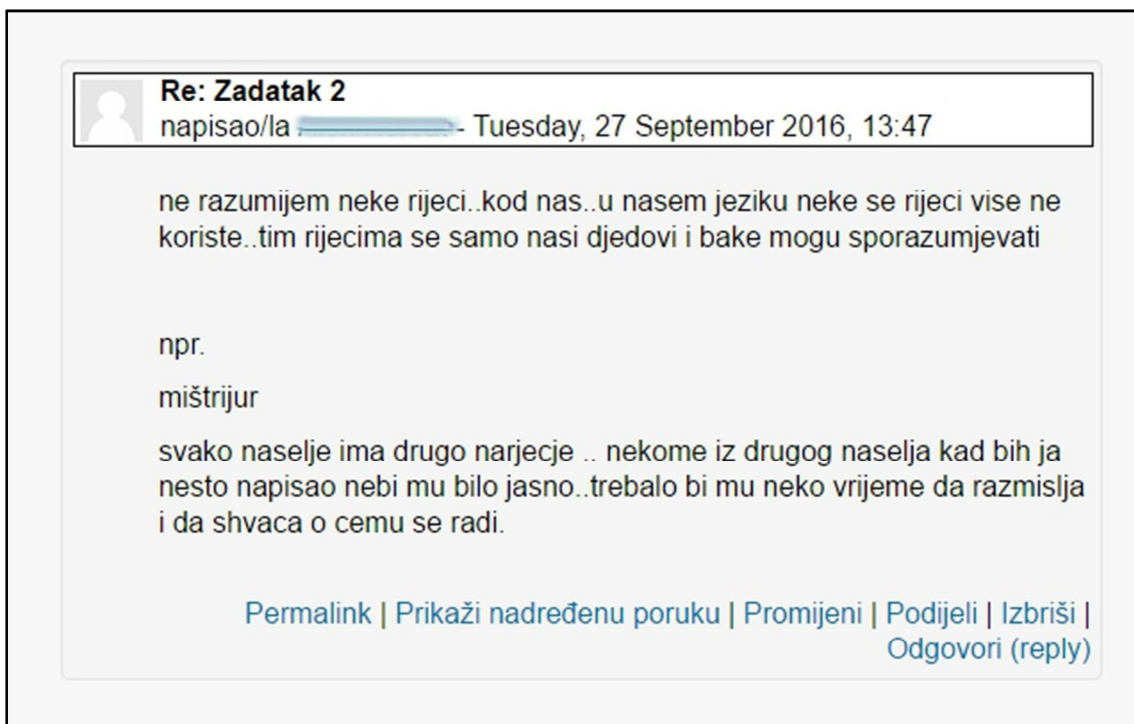 Re: Zadatak 2
napisao/la - Tuesday, 27 September 2016, 13:47
ne razumijem neke rijeci..kod nas..u nasem jeziku neke se rijeci vise ne
koriste..tim rijecima se samo nasi djedovi i bake mogu sporazumjevati
npr.
mištrijur
svako naselje ima drugo narjecje .. nekome iz drugog naselja kad bih ja
nesto napisao nebi mu bilo jasno..trebalo bi mu neko vrijeme da razmislja
i da shvaca o cemu se radi.
Permalink | Prikaži nadređenu poruku | Promijeni | Podijeli | Izbriši |
Odgovori (reply)